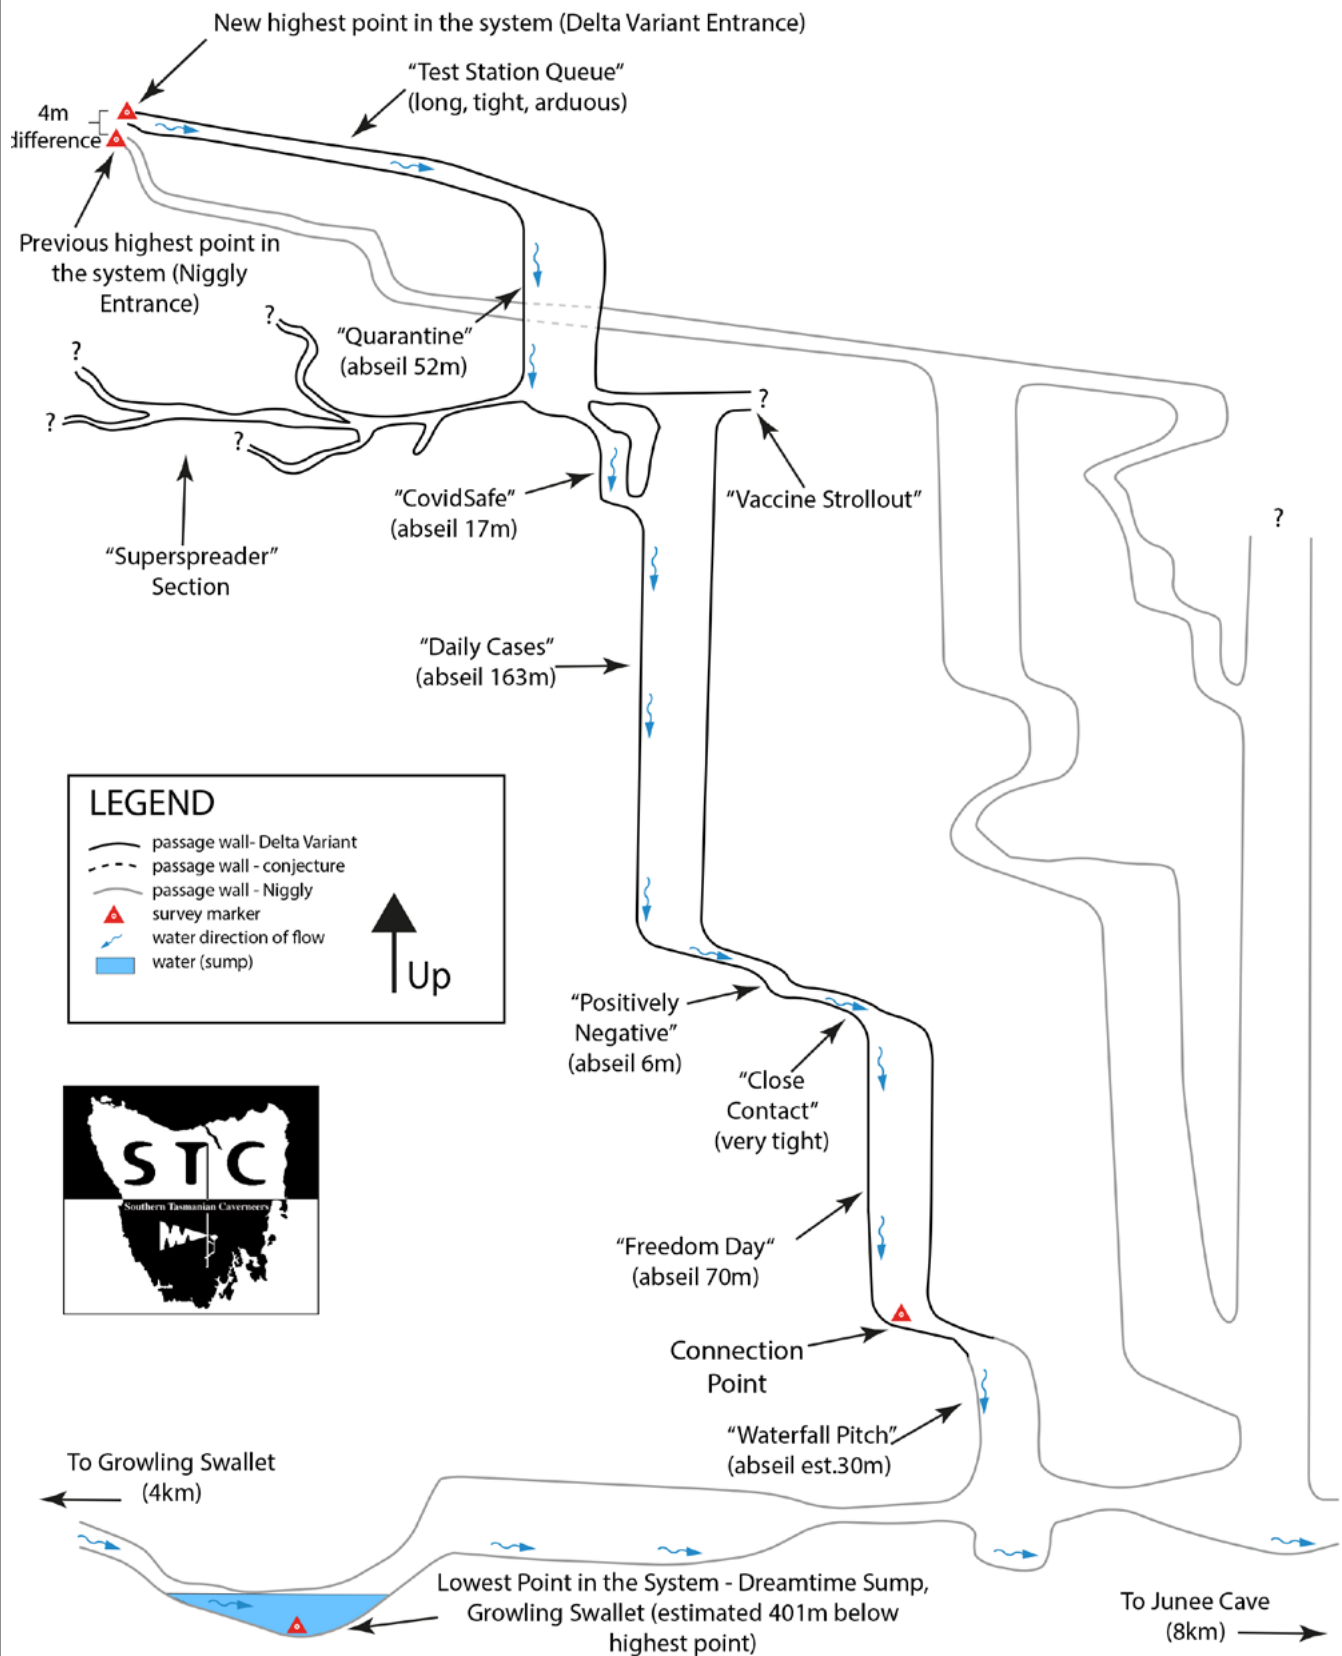 New highest point in the system (Delta Variant Entrance)
“Test Station Queue”
(long, tight, arduous)
4m
difference
Previous highest point in
the system (Niggly
Entrance)
?
“Quarantine”
(abseil 52m)
?
?
?
?
“Vaccine Strollout”
“CovidSafe”
(abseil 17m)
?
“Superspreader”
Section
“Daily Cases”
(abseil 163m)
LEGEND
passage wall- Delta Variant
passage wall - conjecture
passage wall - Niggly
survey marker
water direction of flow
water (sump)
Up
“Positively
Negative”
(abseil 6m)
“Close
Contact”
(very tight)
STC
Southern Tasmanian Caverneers
“Freedom Day“
(abseil 70m)
Connection
Point
“Waterfall Pitch”
(abseil est.30m)
To Growling Swallet
(4km)
Lowest Point in the System - Dreamtime Sump,
Growling Swallet (estimated 401m below
highest point)
To Junee Cave
(8km)